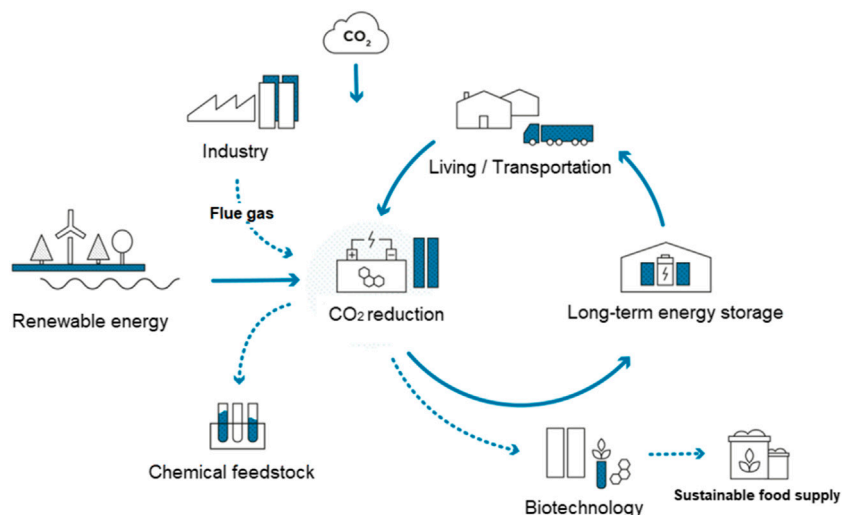 CO₂
Industry
Living / Transportation
Flue gas
Renewable energy
CO₂ reduction
Long-term energy storage
Chemical feedstock
Biotechnology
Sustainable food supply